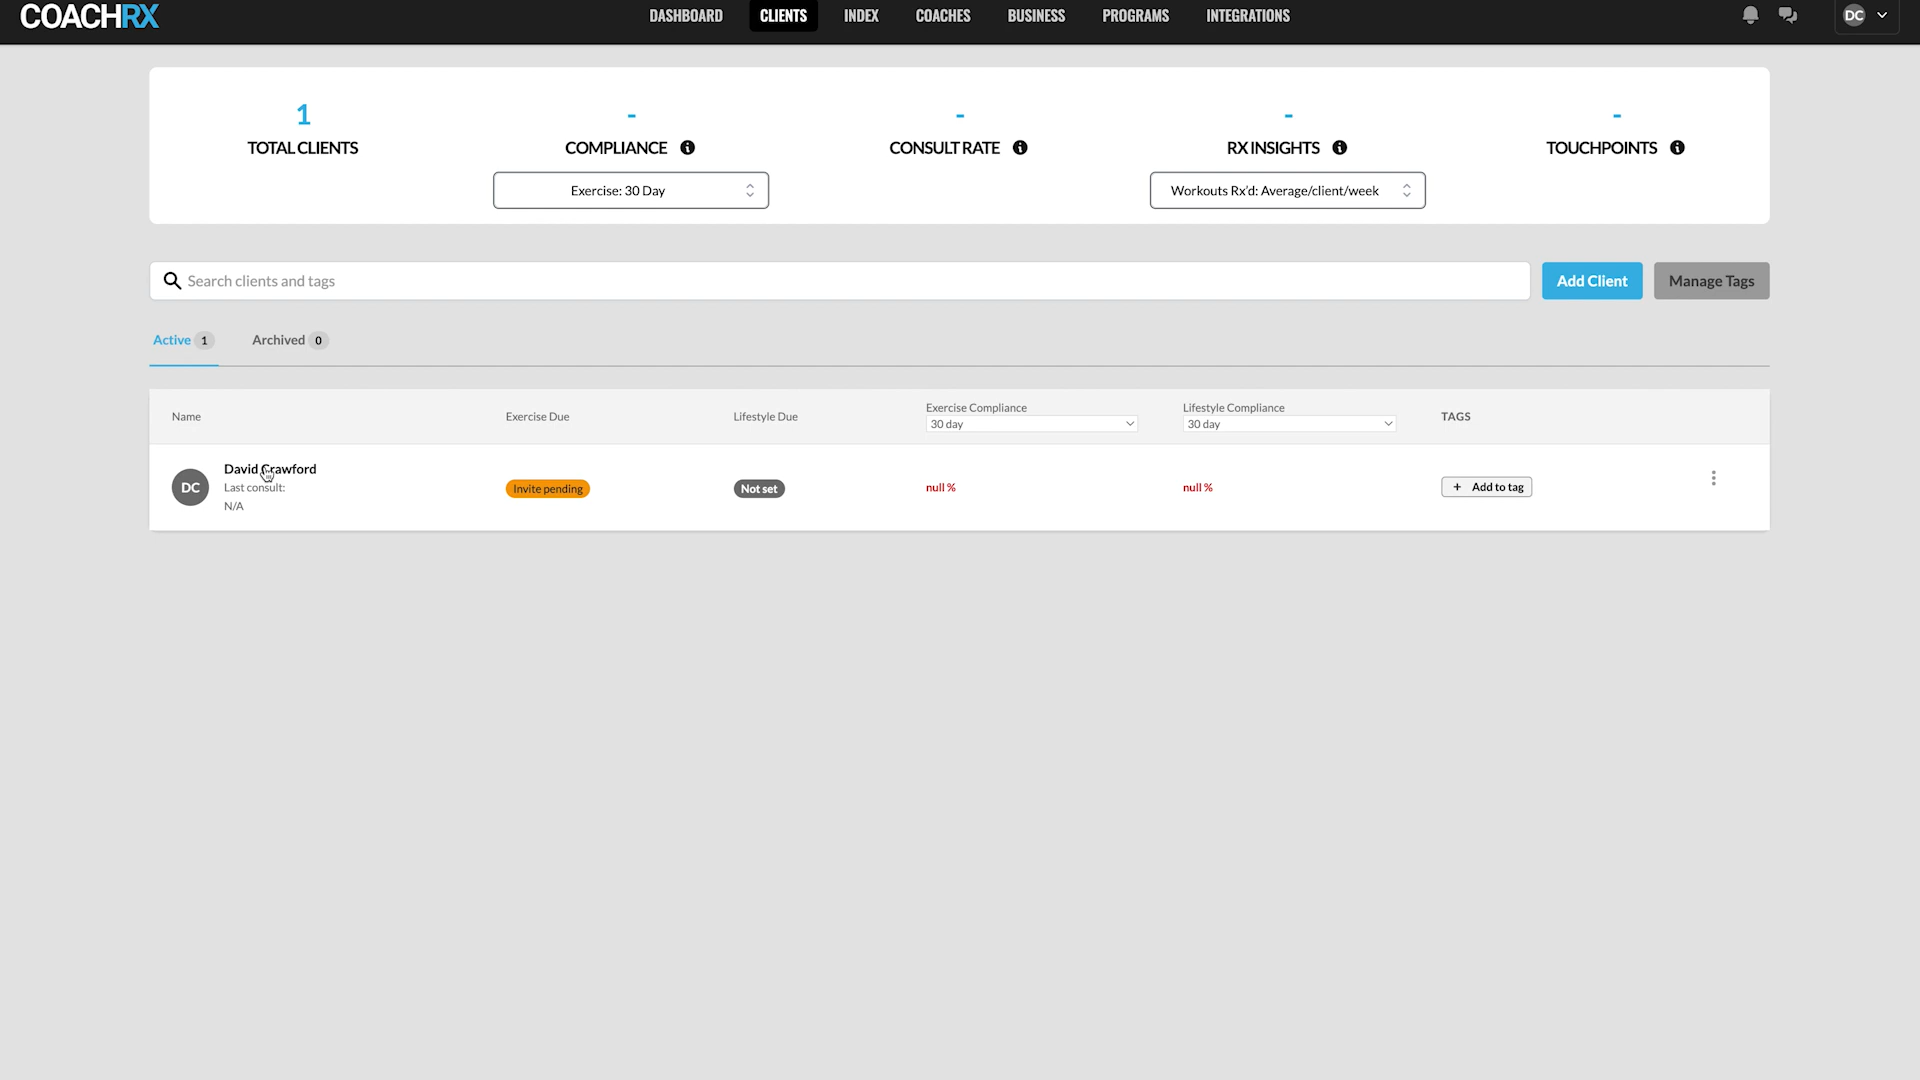 COACHRX
DASHBOARD
CLIENTS
INDEX
COACHES
BUSINESS
PROGRAMS
INTEGRATIONS
DC
1
TOTAL CLIENTS
-
COMPLIANCE
Exercise: 30 Day
-
CONSULT RATE
-
RX INSIGHTS
Workouts Rx'd: Average/client/week
-
TOUCHPOINTS
Search clients and tags
Add Client
Manage Tags
Active 1
Archived 0
Name
Exercise Due
Lifestyle Due
Exercise Compliance
30 day
Lifestyle Compliance
30 day
TAGS
DC
David Crawford
Last consult:
N/A
Invite pending
Not set
null %
null %
+ Add to tag